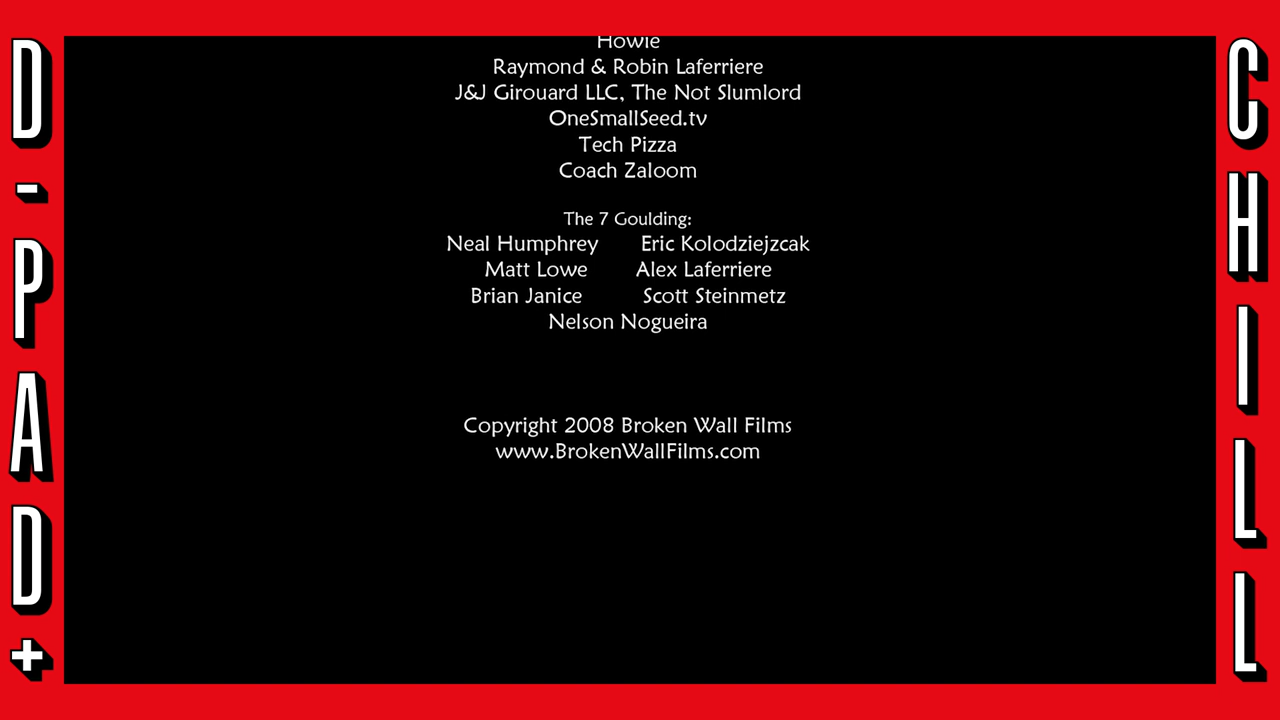 D-PAD+
Howie
Raymond & Robin Laferriere
J&J Girouard LLC, The Not Slumlord
OneSmallSeed.tv
Tech Pizza
Coach Zaloom
The 7 Goulding:
Neal Humphrey Eric Kolodziejzcak
Matt Lowe Alex Laferriere
Brian Janice Scott Steinmetz
Nelson Nogueira
Copyright 2008 Broken Wall Films
www.BrokenWallFilms.com
CHILL